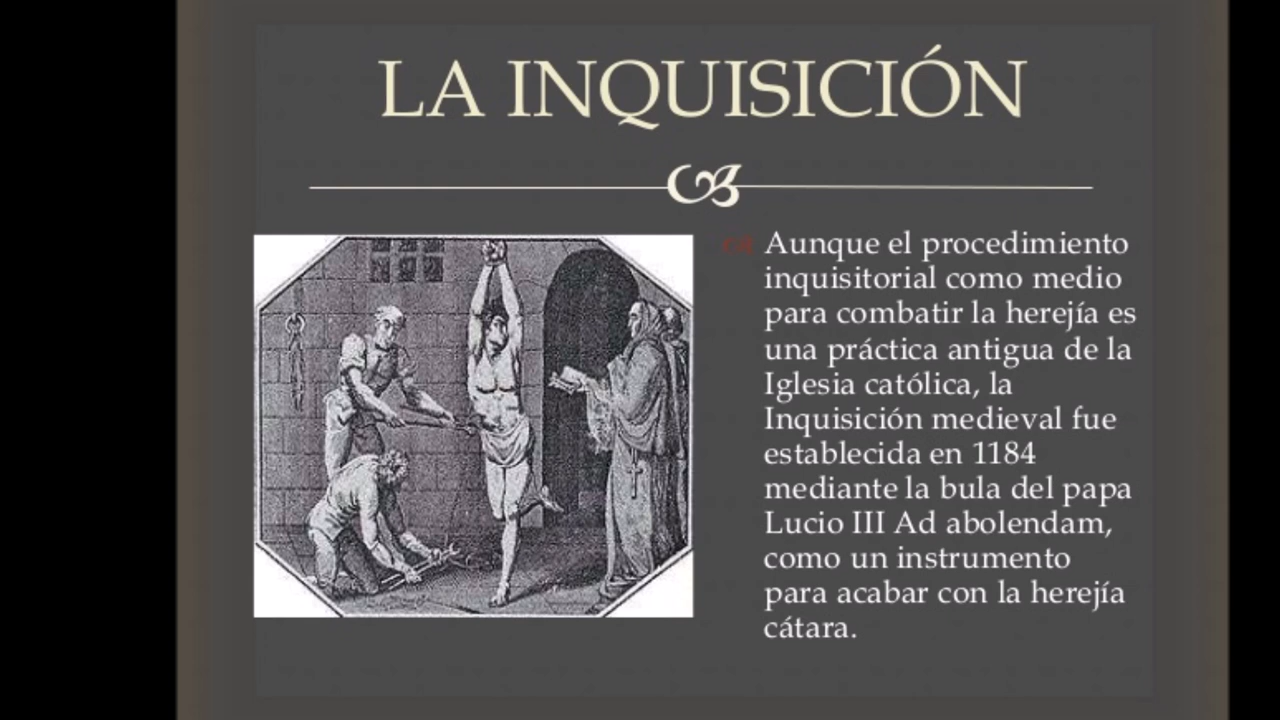 LA INQUISICIÓN
Aunque el procedimiento
inquisitorial como medio
para combatir la herejía es
una práctica antigua de la
Iglesia católica, la
Inquisición medieval fue
establecida en 1184
mediante la bula del papa
Lucio III Ad abolendam,
como un instrumento
para acabar con la herejía
cátara.